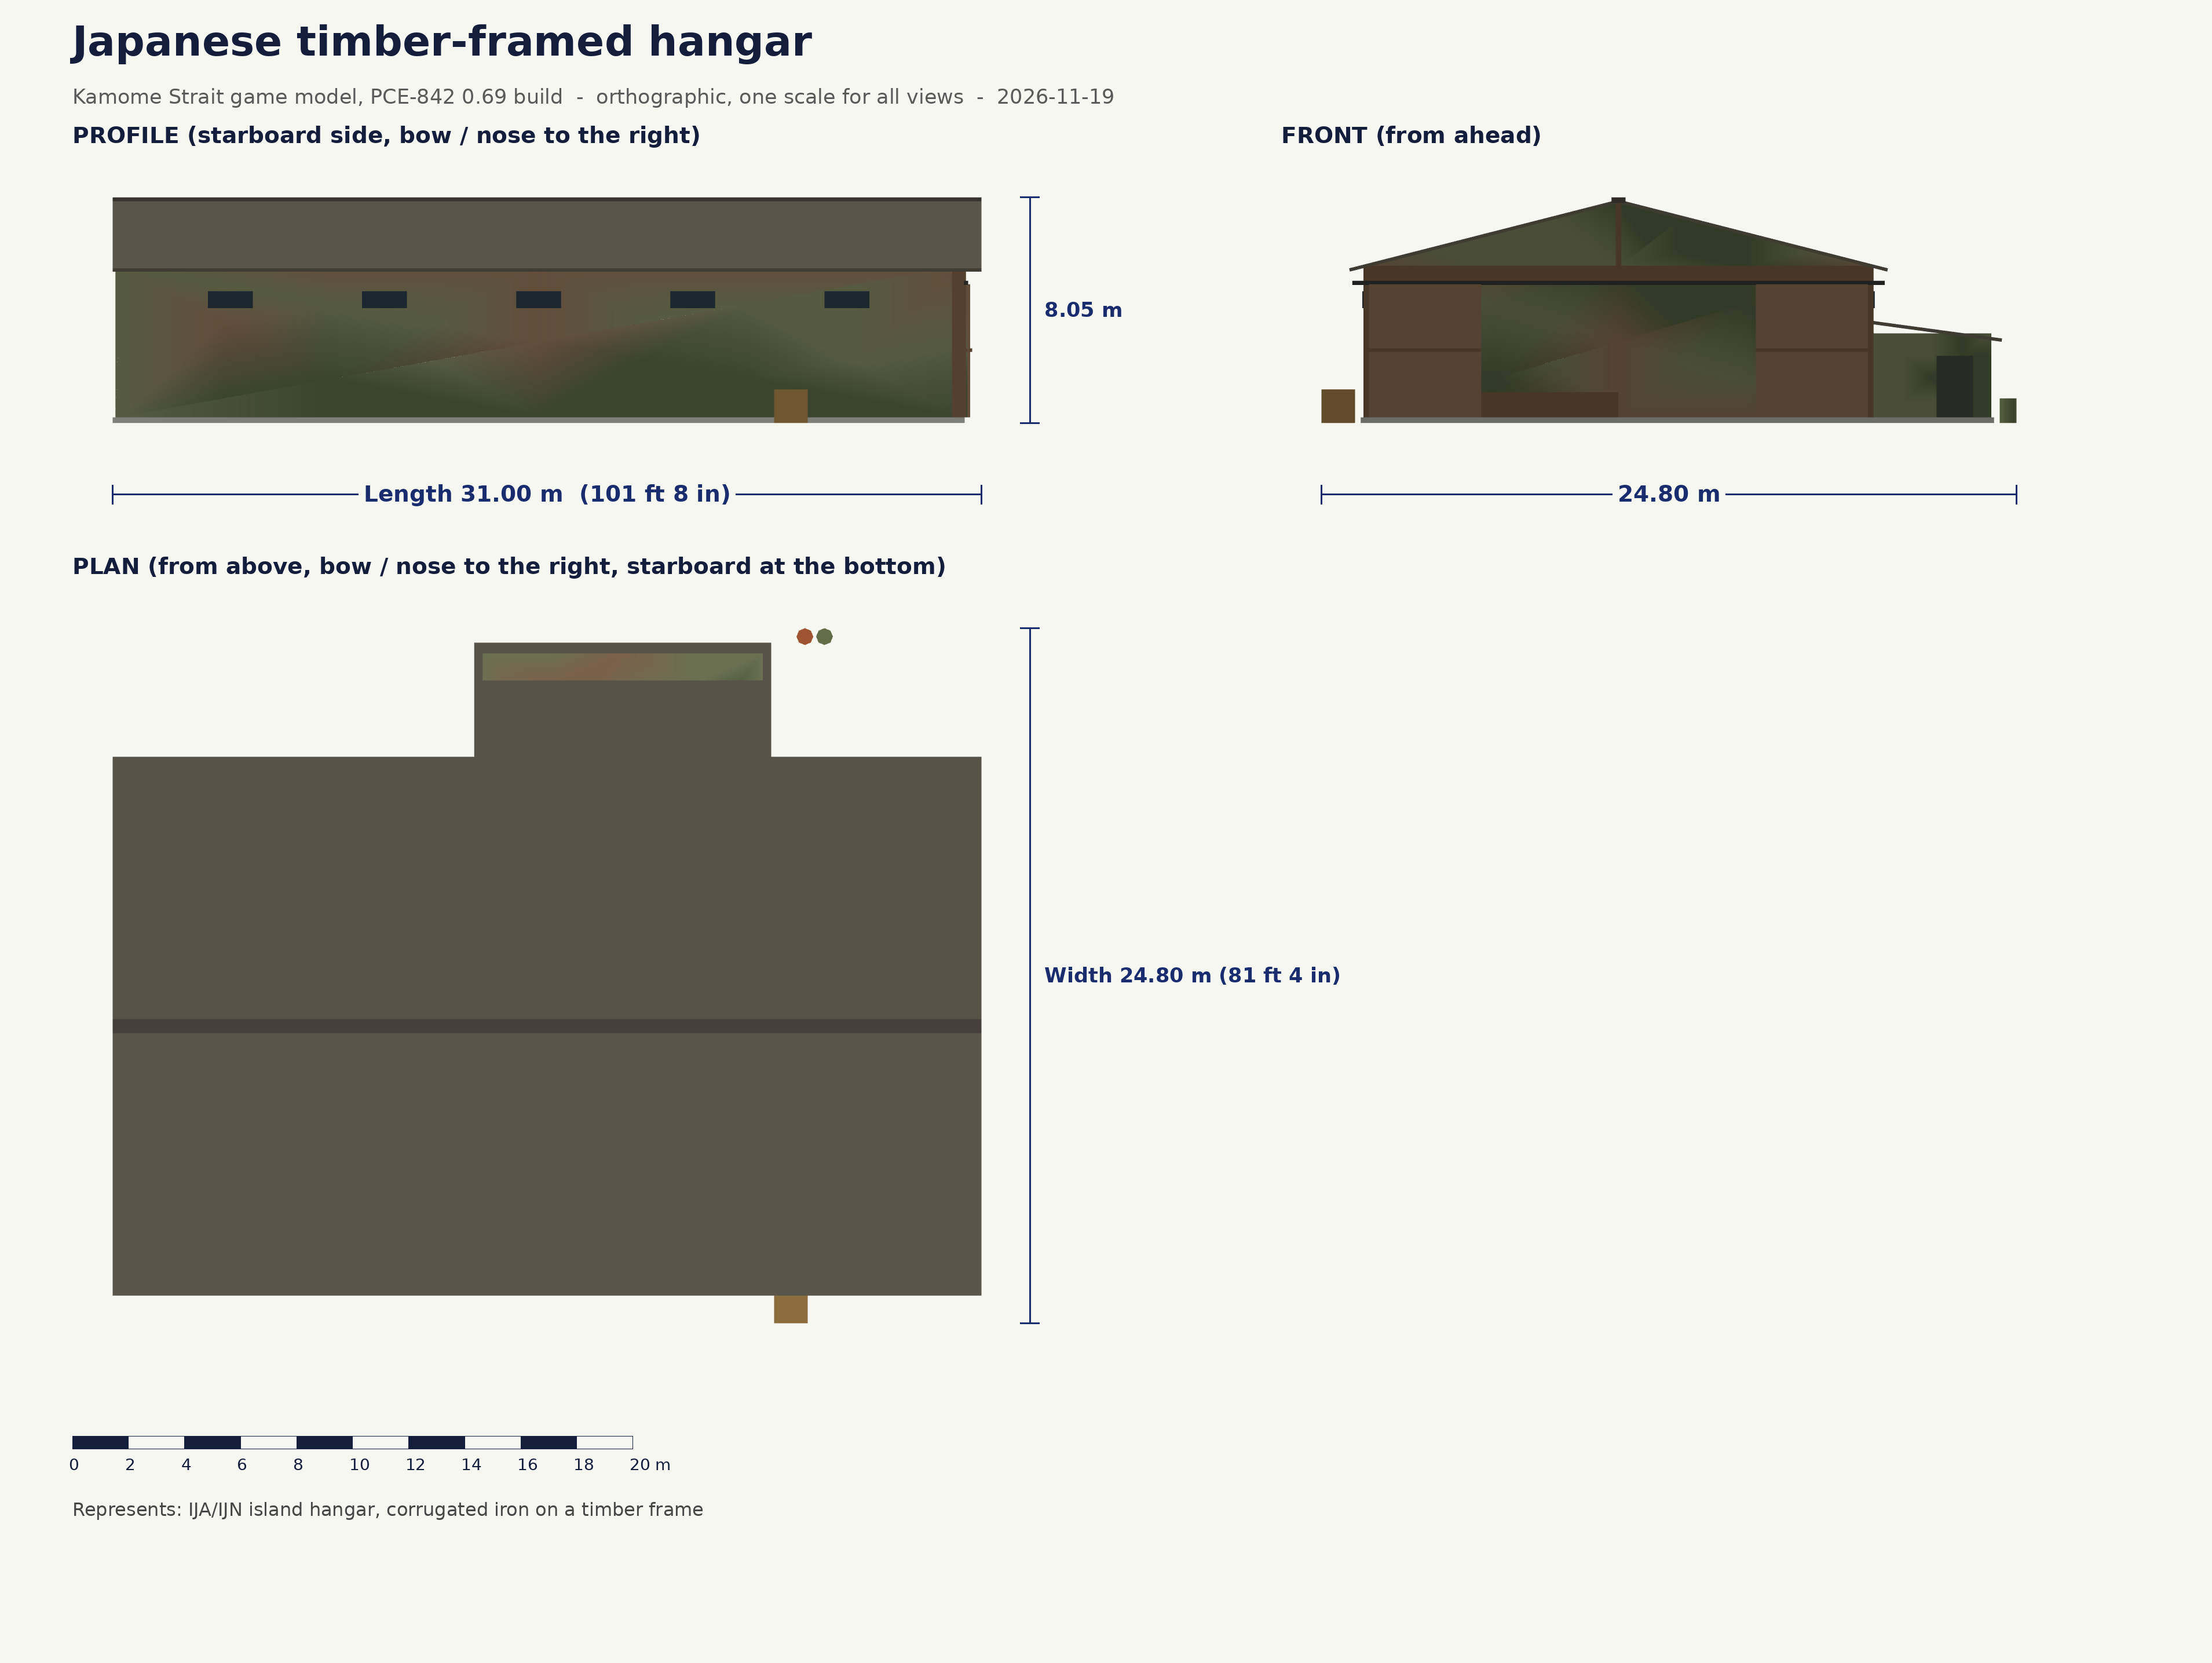 Japanese timber-framed hangar
Kamome Strait game model, PCE-842 0.69 build - orthographic, one scale for all views - 2026-11-19
PROFILE (starboard side, bow / nose to the right)
FRONT (from ahead)
8.05 m
Length 31.00 m (101 ft 8 in)
24.80 m
PLAN (from above, bow / nose to the right, starboard at the bottom)
Width 24.80 m (81 ft 4 in)
0 2 4 6 8 10 12 14 16 18 20 m
Represents: IJA/IJN island hangar, corrugated iron on a timber frame